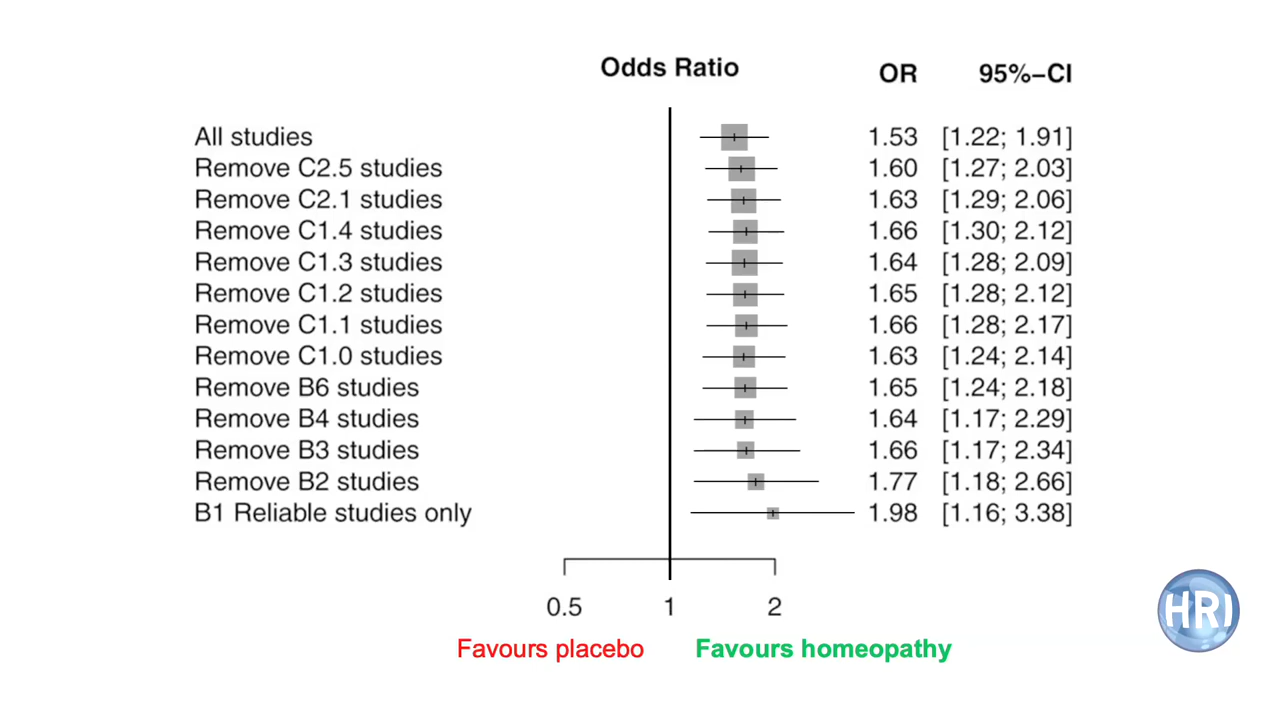 Odds Ratio OR 95%−CI
All studies 1.53 [1.22; 1.91]
Remove C2.5 studies 1.60 [1.27; 2.03]
Remove C2.1 studies 1.63 [1.29; 2.06]
Remove C1.4 studies 1.66 [1.30; 2.12]
Remove C1.3 studies 1.64 [1.28; 2.09]
Remove C1.2 studies 1.65 [1.28; 2.12]
Remove C1.1 studies 1.66 [1.28; 2.17]
Remove C1.0 studies 1.63 [1.24; 2.14]
Remove B6 studies 1.65 [1.24; 2.18]
Remove B4 studies 1.64 [1.17; 2.29]
Remove B3 studies 1.66 [1.17; 2.34]
Remove B2 studies 1.77 [1.18; 2.66]
B1 Reliable studies only 1.98 [1.16; 3.38]
0.5 1 2
Favours placebo Favours homeopathy
HRI